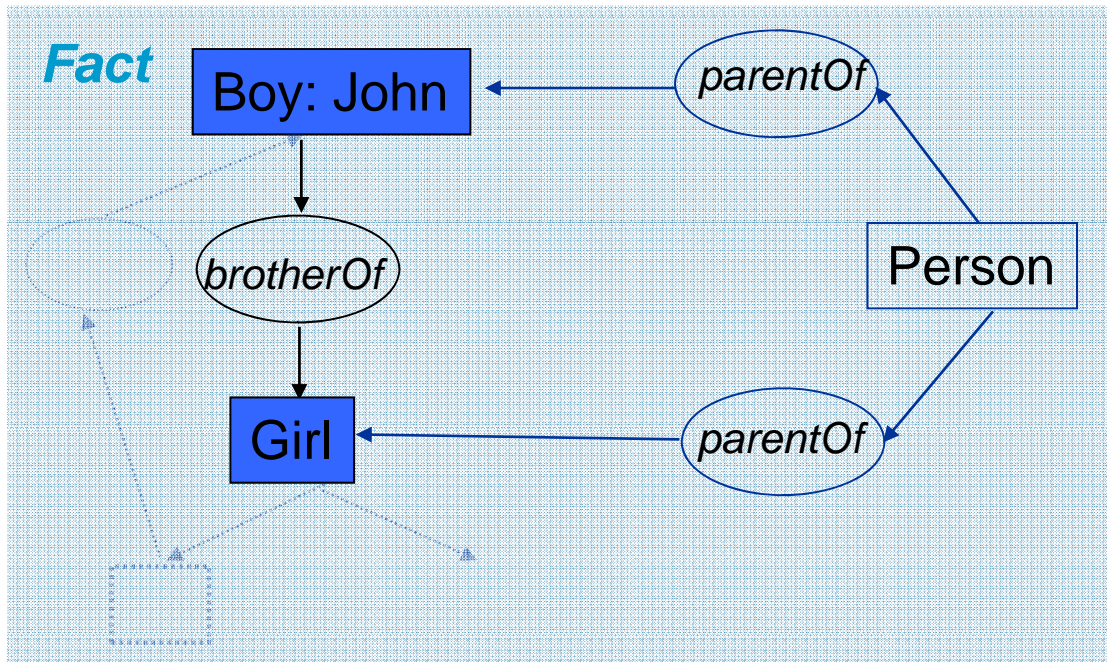 Fact
Boy: John
parentOf
brotherOf
Person
Girl
parentOf